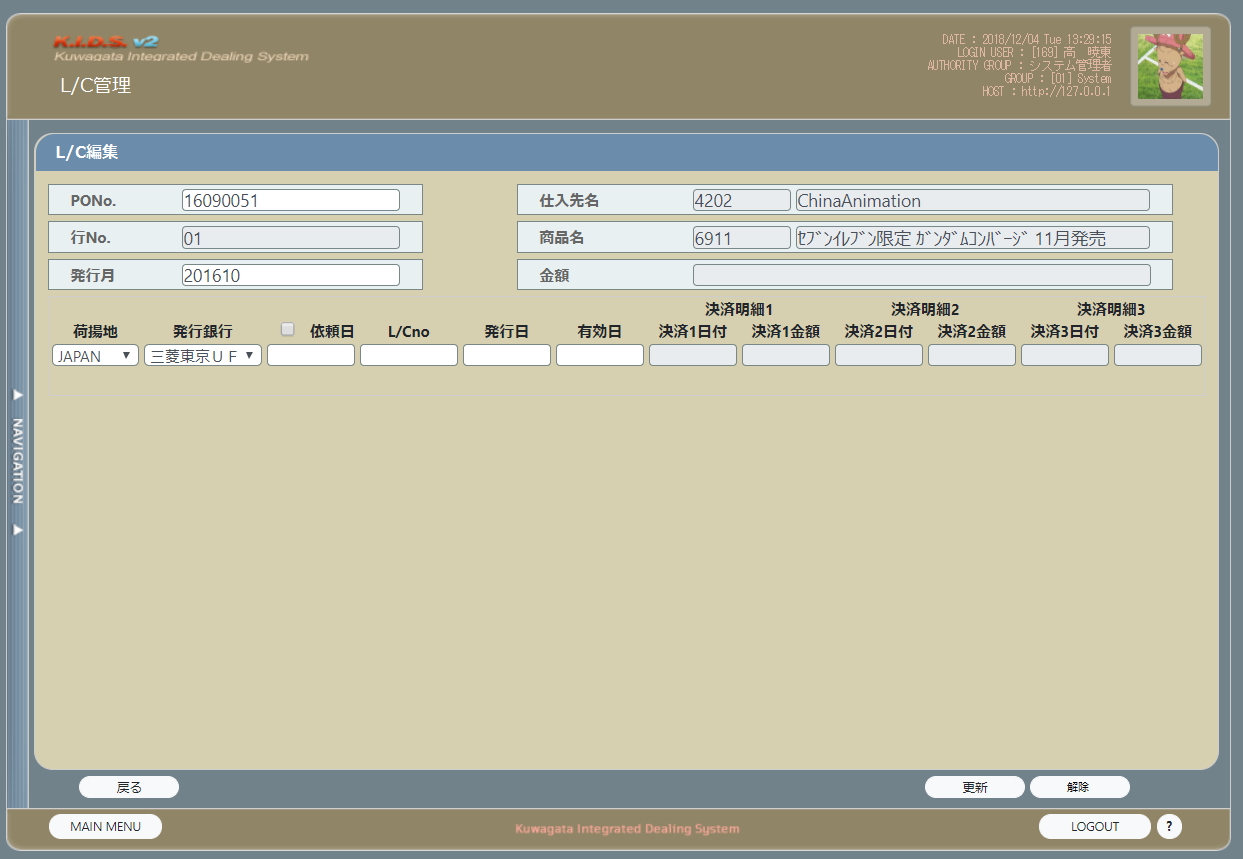 K.I.D.S. v2
Kuwagata Integrated Dealing System
L/C管理
DATE : 2018/12/04 Tue 13:29:15
LOGIN USER : [169] 高 暁東
AUTHORITY GROUP : システム管理者
GROUP : [01] System
HOST : http://127.0.0.1
L/C編集
PONo. 16090051 仕入先名 4202 ChinaAnimation
行No. 01 商品名 6911 ｾﾌﾞﾝｲﾚﾌﾞﾝ限定 ｶﾞﾝﾀﾞﾑｺﾝﾊﾞｰｼﾞ 11月発売
発行月 201610 金額
決済明細1 決済明細2 決済明細3
荷揚地 発行銀行 依頼日 L/Cno 発行日 有効日 決済1日付 決済1金額 決済2日付 決済2金額 決済3日付 決済3金額
JAPAN 三菱東京ＵＦ
NAVIGATION
戻る 更新 解除
MAIN MENU Kuwagata Integrated Dealing System LOGOUT ?